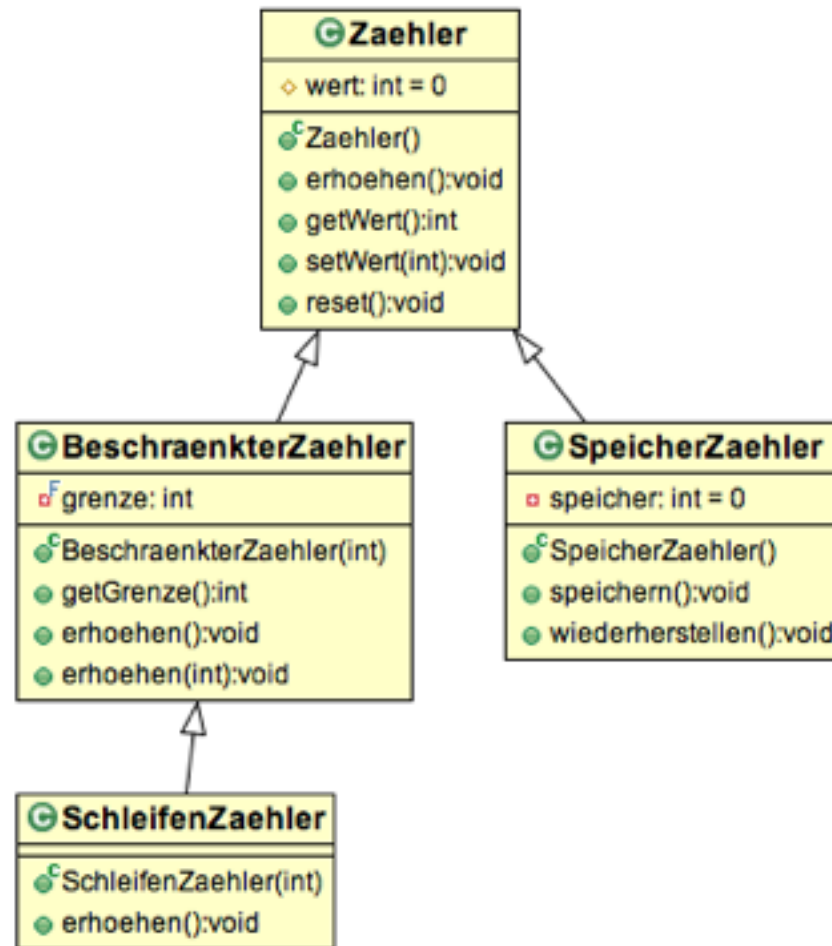 Zaehler
wert: int = 0
Zaehler()
erhoehen():void
getWert():int
setWert(int):void
reset():void
BeschraenkterZaehler
grenze: int
BeschraenkterZaehler(int)
getGrenze():int
erhoehen():void
erhoehen(int):void
SpeicherZaehler
speicher: int = 0
SpeicherZaehler()
speichern():void
wiederherstellen():void
SchleifenZaehler
SchleifenZaehler(int)
erhoehen():void